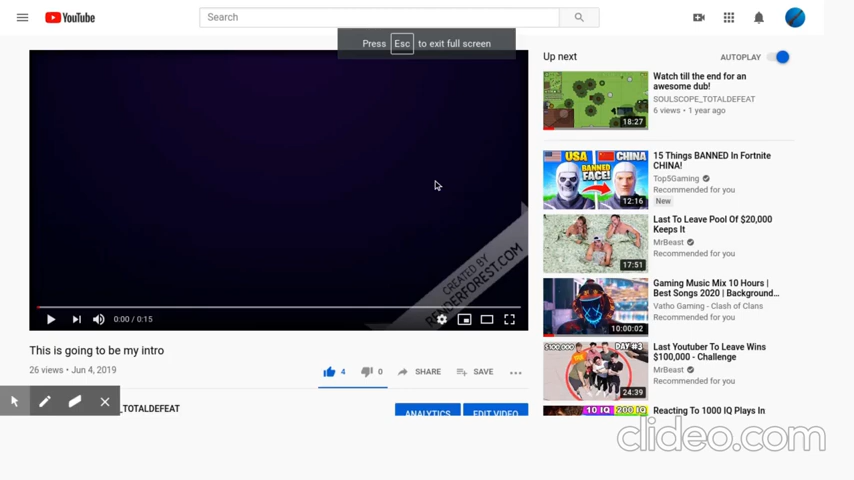 YouTube
Search
Press Esc to exit full screen
CREATED BY
RENDERFOREST.COM
0:00 / 0:15
This is going to be my intro
26 views • Jun 4, 2019
4
0
SHARE
SAVE
_TOTALDEFEAT
ANALYTICS
EDIT VIDEO
Up next
AUTOPLAY
18:27
Watch till the end for an
awesome dub!
SOULSCOPE_TOTALDEFEAT
6 views • 1 year ago
USA
CHINA
BANNED
FACE!
12:16
15 Things BANNED In Fortnite
CHINA!
Top5Gaming
Recommended for you
New
17:51
Last To Leave Pool Of $20,000
Keeps It
MrBeast
Recommended for you
10:00:02
Gaming Music Mix 10 Hours |
Best Songs 2020 | Background...
Vatho Gaming - Clash of Clans
Recommended for you
$100,000
DAY #3
24:39
Last Youtuber To Leave Wins
$100,000 - Challenge
MrBeast
Recommended for you
10 IQ
200 IQ
Reacting To 1000 IQ Plays In
clideo.com